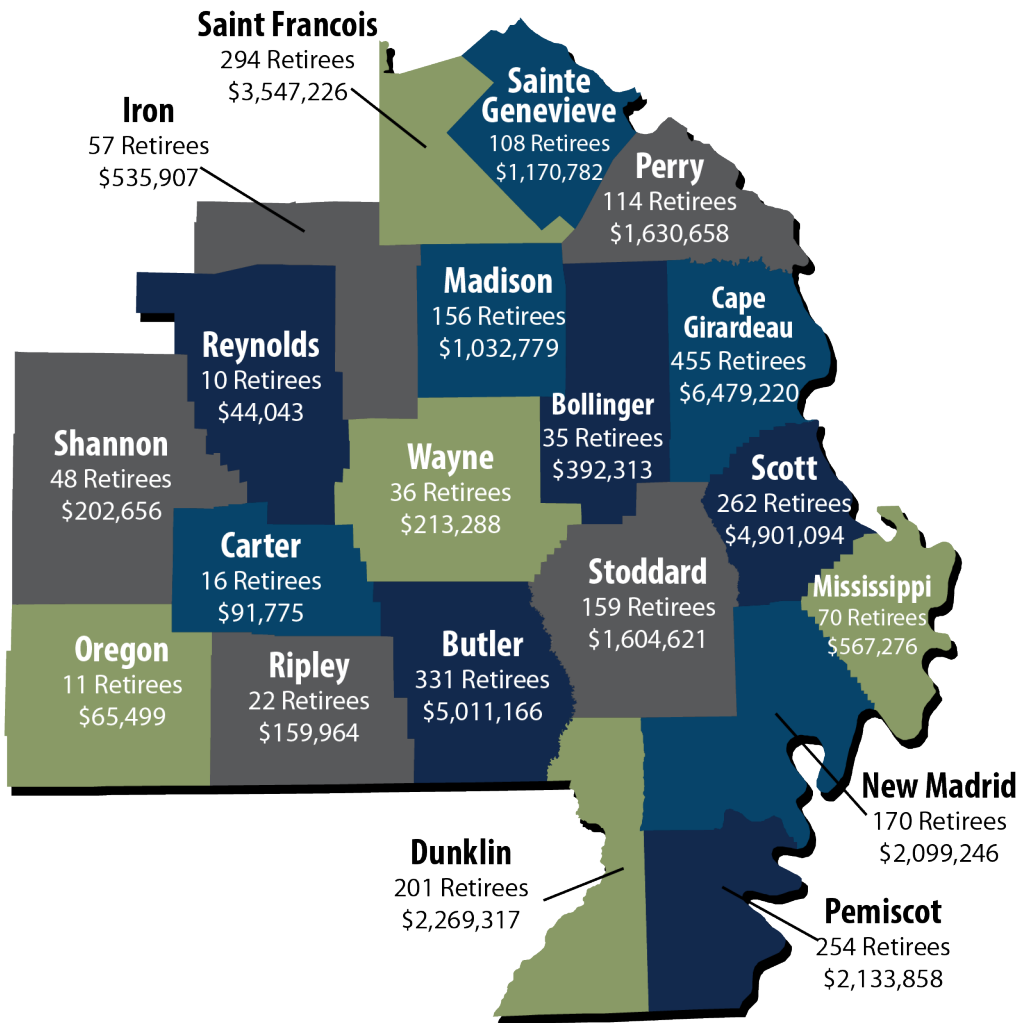 Saint Francois
294 Retirees
$3,547,226
Iron
57 Retirees
$535,907
Sainte
Genevieve
108 Retirees
$1,170,782
Perry
114 Retirees
$1,630,658
Madison
156 Retirees
$1,032,779
Cape
Girardeau
455 Retirees
$6,479,220
Reynolds
10 Retirees
$44,043
Bollinger
35 Retirees
$392,313
Shannon
48 Retirees
$202,656
Wayne
36 Retirees
$213,288
Scott
262 Retirees
$4,901,094
Carter
16 Retirees
$91,775
Stoddard
159 Retirees
$1,604,621
Mississippi
70 Retirees
$567,276
Oregon
11 Retirees
$65,499
Ripley
22 Retirees
$159,964
Butler
331 Retirees
$5,011,166
New Madrid
170 Retirees
$2,099,246
Dunklin
201 Retirees
$2,269,317
Pemiscot
254 Retirees
$2,133,858